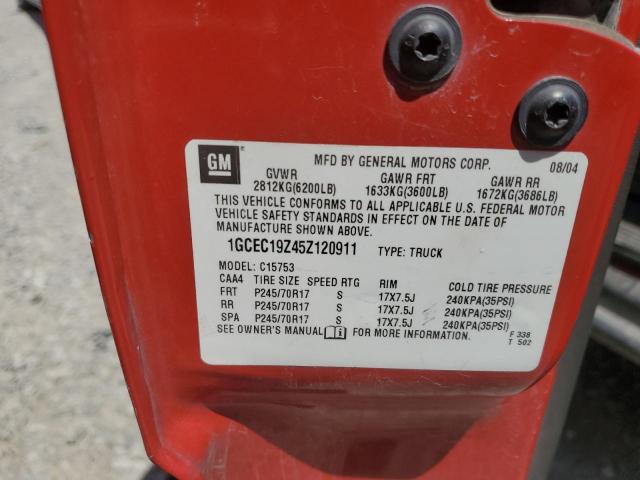 GM
MFD BY GENERAL MOTORS CORP. 08/04
GVWR GAWR FRT GAWR RR
2812KG(6200LB) 1633KG(3600LB) 1672KG(3686LB)
THIS VEHICLE CONFORMS TO ALL APPLICABLE U.S. FEDERAL MOTOR
VEHICLE SAFETY STANDARDS IN EFFECT ON THE DATE OF
MANUFACTURE SHOWN ABOVE.
1GCEC19Z45Z120911 TYPE: TRUCK
MODEL: C15753
CAA4 TIRE SIZE SPEED RTG RIM COLD TIRE PRESSURE
FRT P245/70R17 S 17X7.5J 240KPA(35PSI)
RR P245/70R17 S 17X7.5J 240KPA(35PSI)
SPA P245/70R17 S 17X7.5J 240KPA(35PSI)
SEE OWNER'S MANUAL FOR MORE INFORMATION.
F 338
T 502